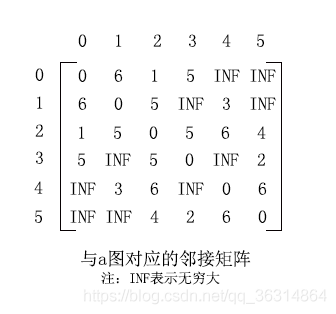 0 1 2 3 4 5
0 0 6 1 5 INF INF
1 6 0 5 INF 3 INF
2 1 5 0 5 6 4
3 5 INF 5 0 INF 2
4 INF 3 6 INF 0 6
5 INF INF 4 2 6 0
与a图对应的邻接矩阵
注：INF表示无穷大
https://blog.csdn.net/qq_36314864